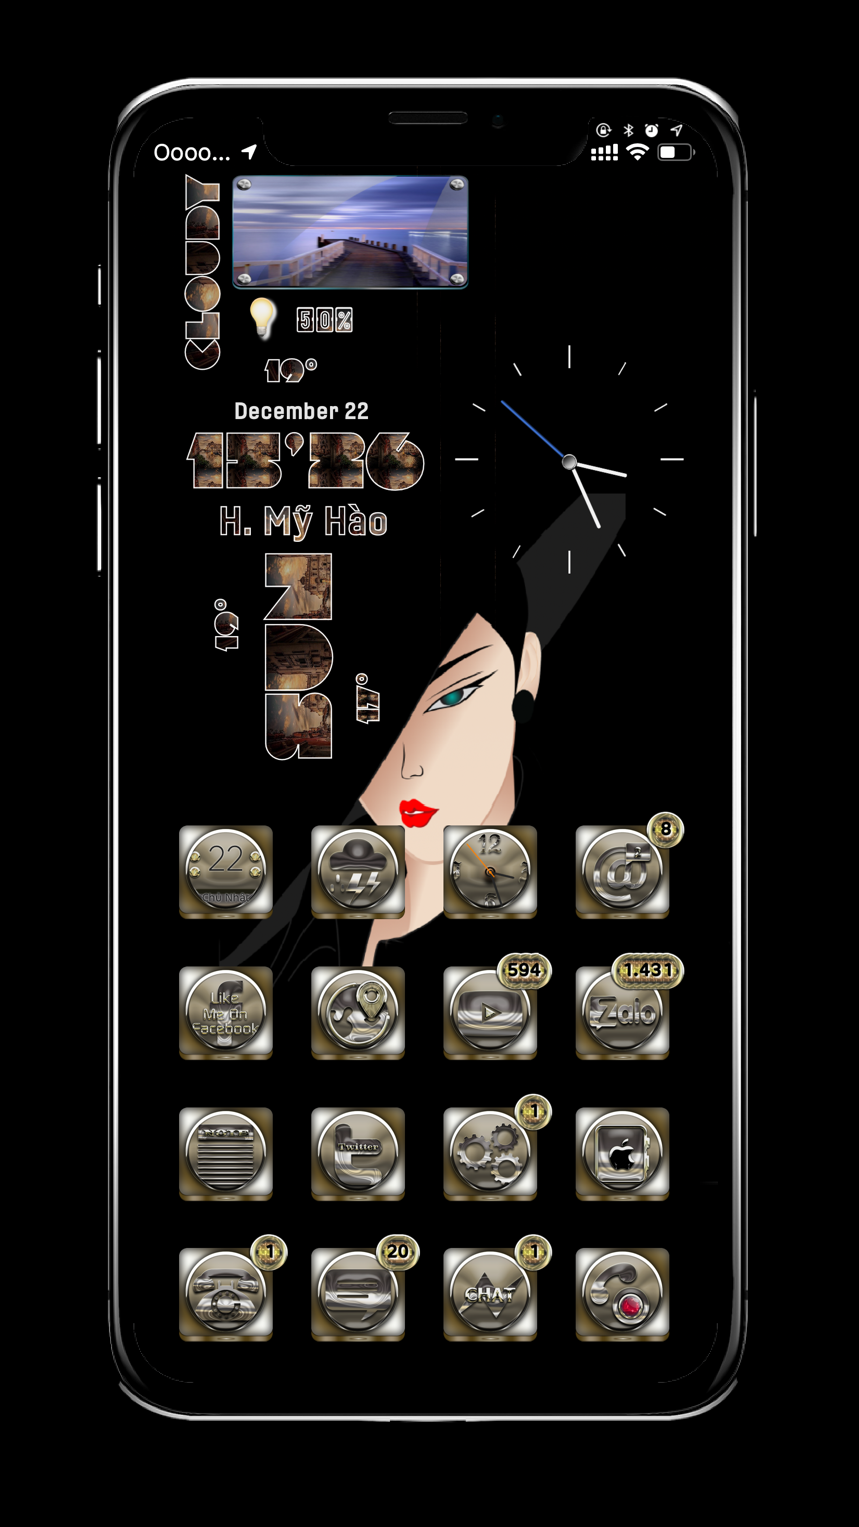 Oooo...
CLOUDY
50%
19°
December 22
15’26
H. Mỹ Hào
19°
SUN
17°
22
Chủ Nhật
12
6
8
Like
Me On
Facebook
594
1.431
Zalo
Twitter
1
1
20
1
CHAT